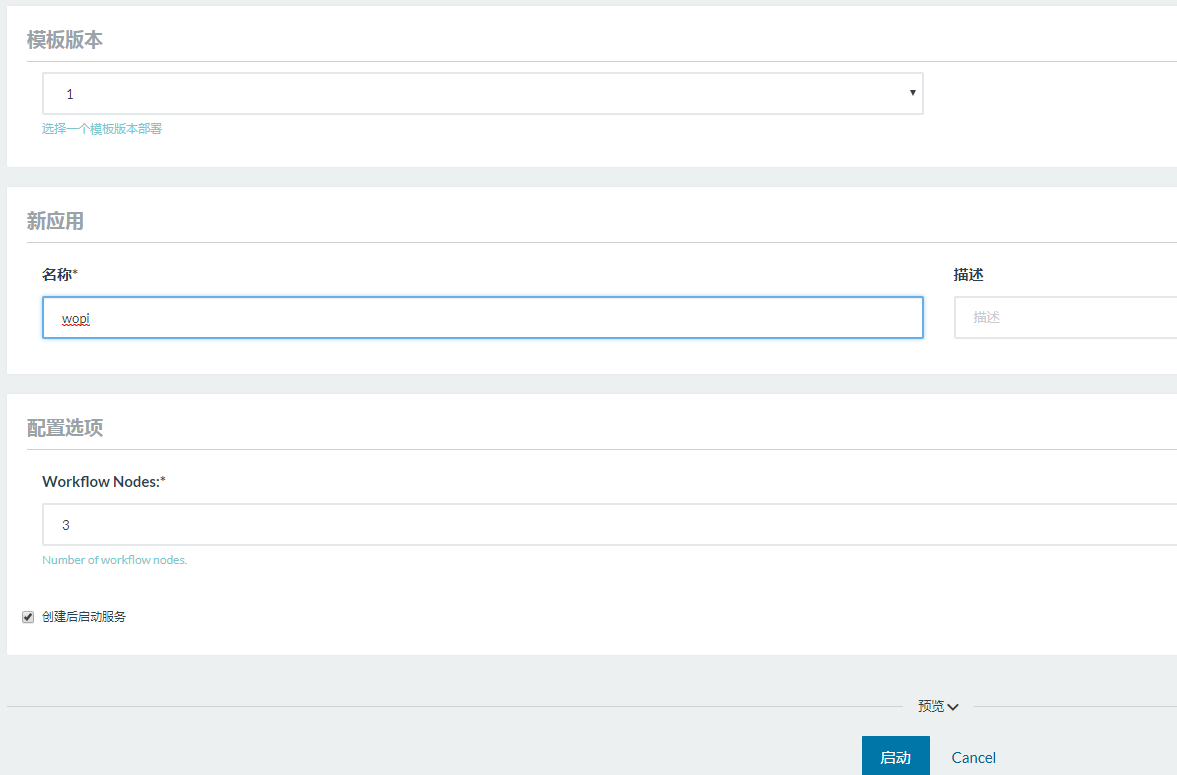 模板版本
1
选择一个模板版本部署
新应用
名称*
描述
wopi
描述
配置选项
Workflow Nodes:*
3
Number of workflow nodes.
创建后启动服务
预览
启动
Cancel